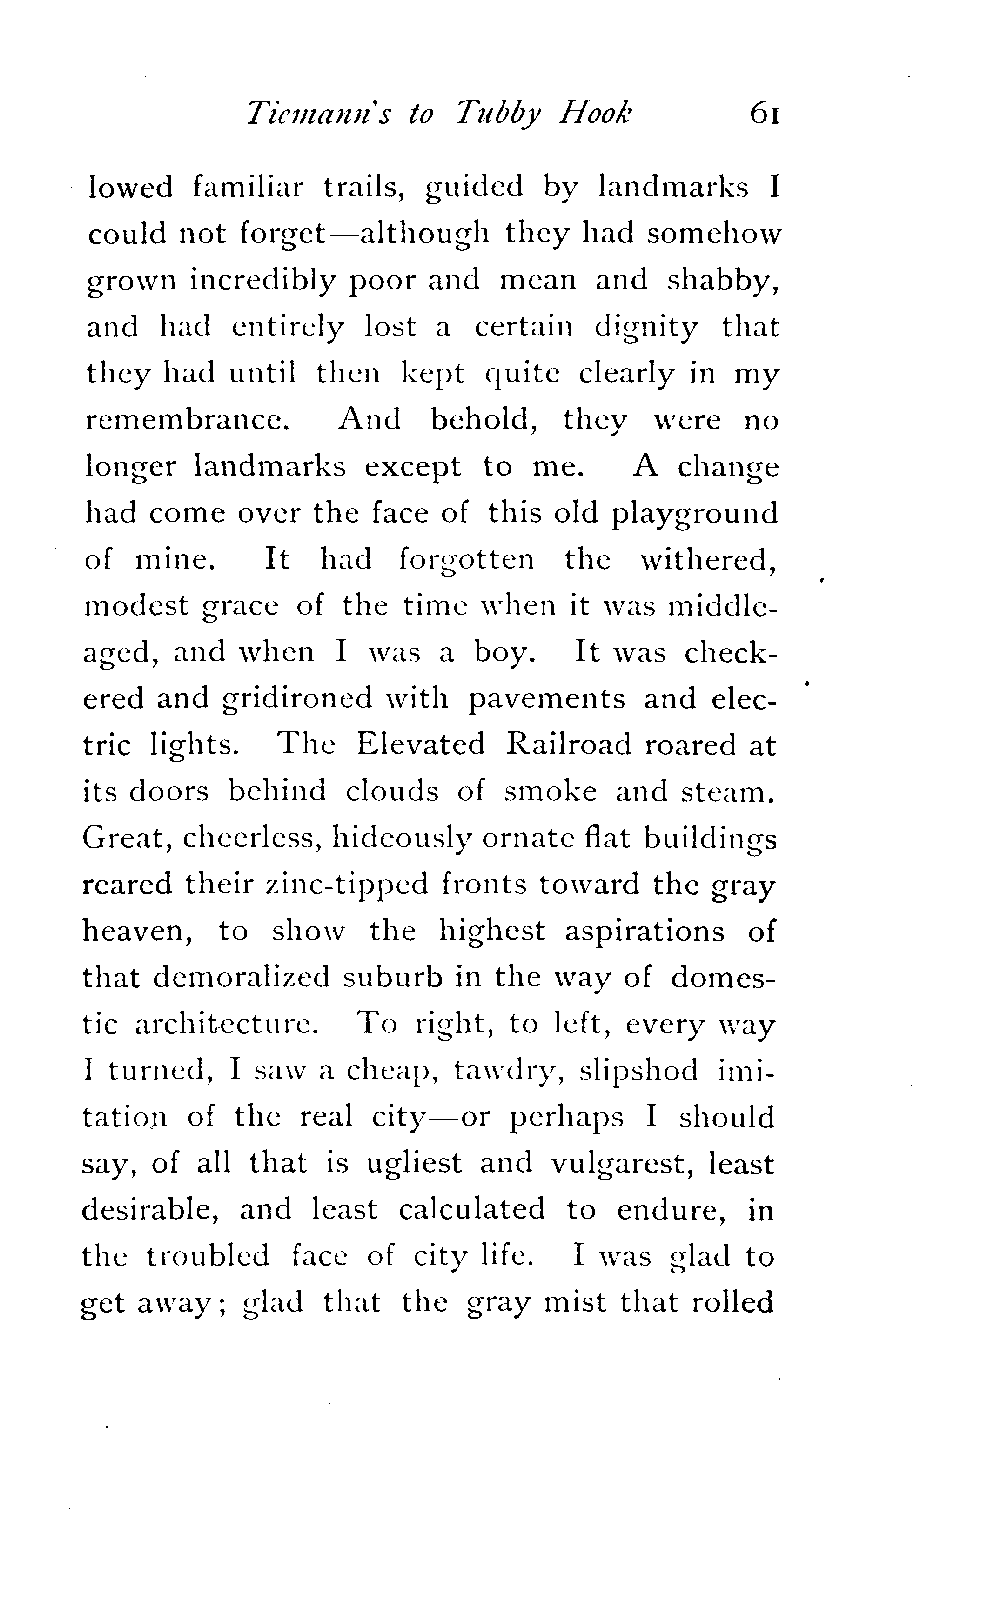 Tiemann's to Tubby Hook 61
lowed familiar trails, guided by landmarks I
could not forget—although they had somehow
grown incredibly poor and mean and shabby,
and had entirely lost a certain dignity that
they had until then kept quite clearly in my
remembrance. And behold, they were no
longer landmarks except to me. A change
had come over the face of this old playground
of mine. It had forgotten the withered,
modest grace of the time when it was middle-
aged, and when I was a boy. It was check-
ered and gridironed with pavements and elec-
tric lights. The Elevated Railroad roared at
its doors behind clouds of smoke and steam.
Great, cheerless, hideously ornate flat buildings
reared their zinc-tipped fronts toward the gray
heaven, to show the highest aspirations of
that demoralized suburb in the way of domes-
tic architecture. To right, to left, every way
I turned, I saw a cheap, tawdry, slipshod imi-
tation of the real city—or perhaps I should
say, of all that is ugliest and vulgarest, least
desirable, and least calculated to endure, in
the troubled face of city life. I was glad to
get away; glad that the gray mist that rolled